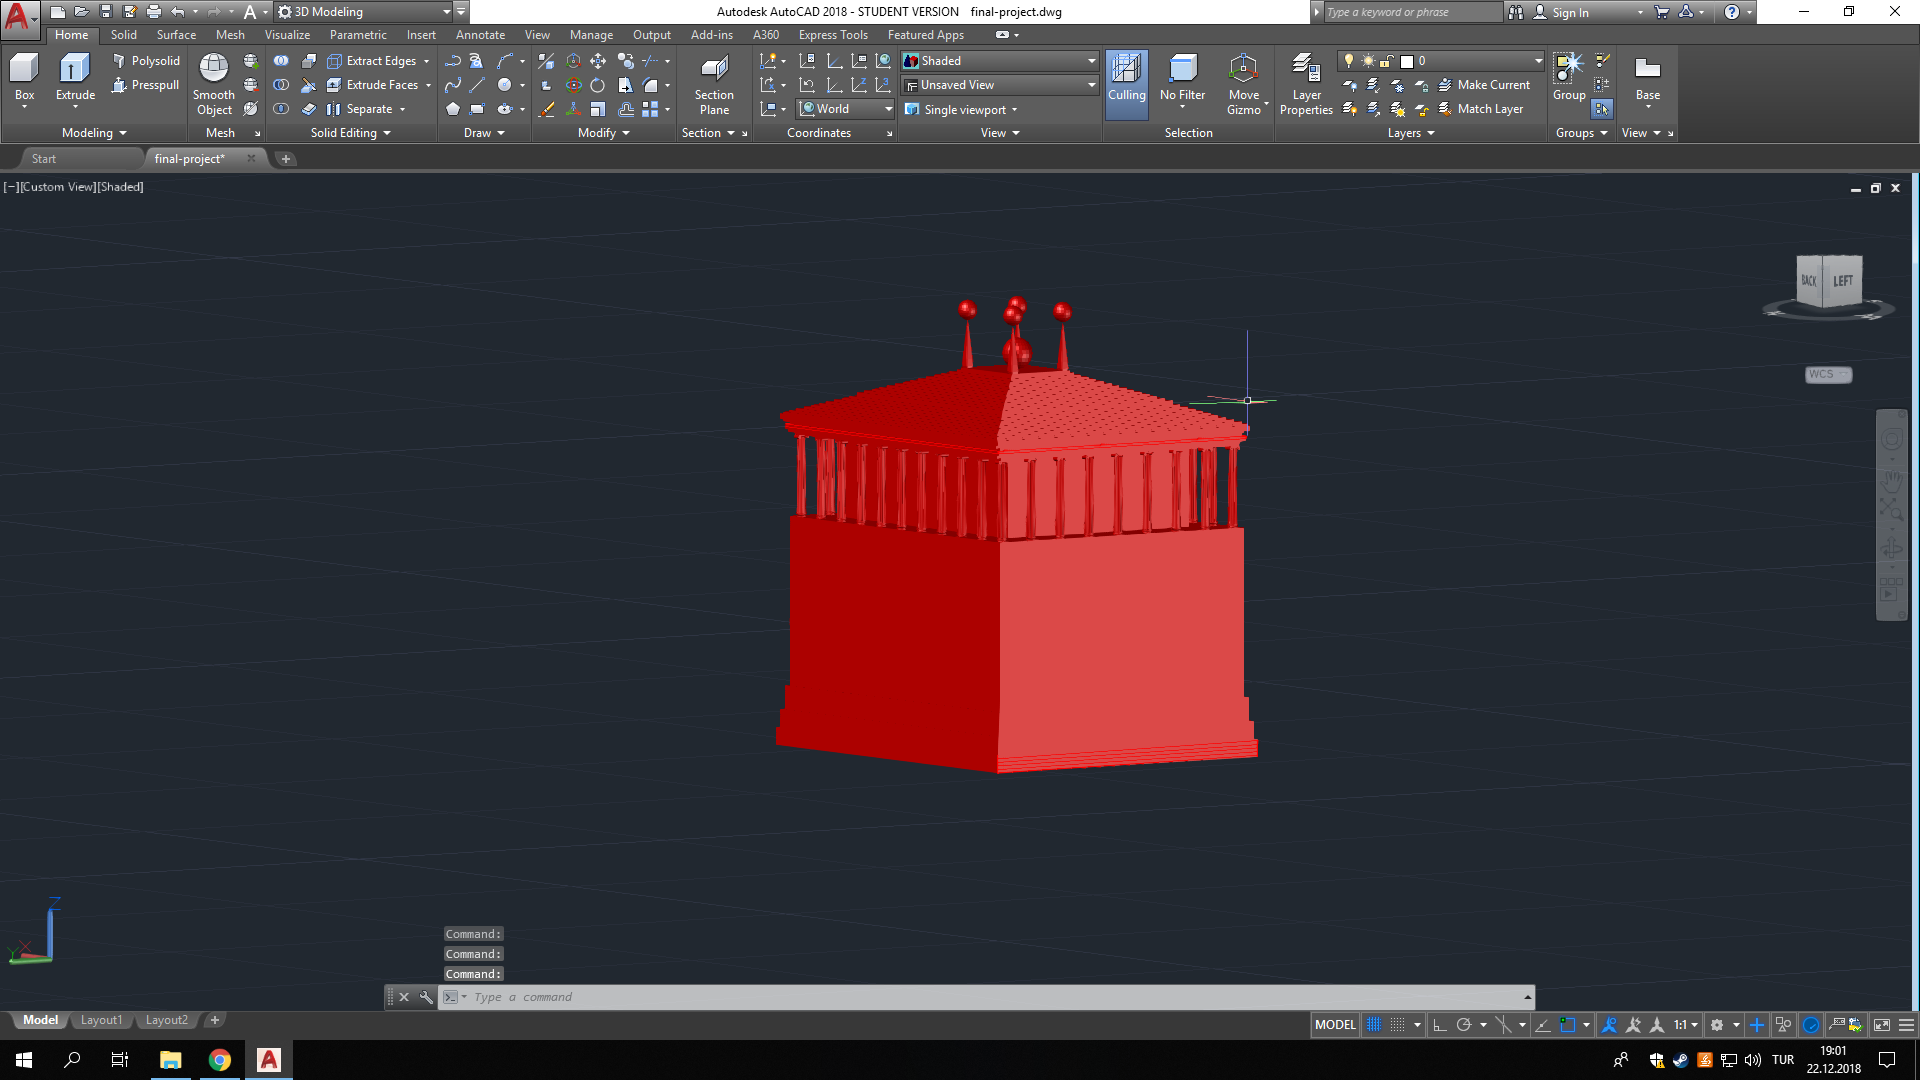 3D Modeling
Autodesk AutoCAD 2018 - STUDENT VERSION final-project.dwg
Type a keyword or phrase
Sign In
Home Solid Surface Mesh Visualize Parametric Insert Annotate View Manage Output Add-ins A360 Express Tools Featured Apps
Box
Extrude
Polysolid
Presspull
Modeling
Smooth Object
Mesh
Extract Edges
Extrude Faces
Separate
Solid Editing
Draw
Modify
Section Plane
Section
World
Coordinates
Shaded
Unsaved View
Single viewport
View
Culling
No Filter
Move Gizmo
Selection
Layer Properties
0
Make Current
Match Layer
Layers
Group
Groups
Base
View
Start final-project*
[−][Custom View][Shaded]
BACK LEFT
WCS
Z
Y X
Command:
Command:
Command:
Type a command
Model Layout1 Layout2
MODEL 1:1
TUR
19:01
22.12.2018